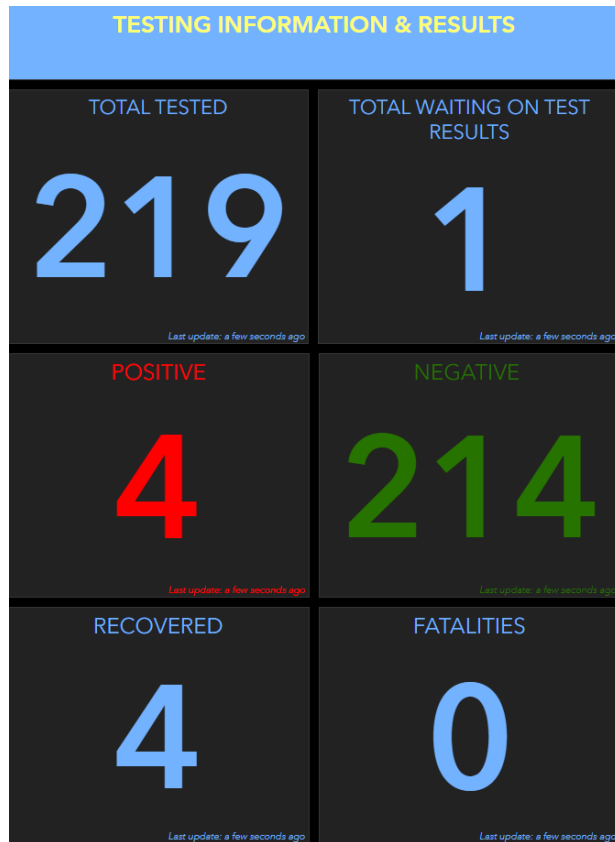 TESTING INFORMATION & RESULTS
TOTAL TESTED
219
Last update: a few seconds ago
TOTAL WAITING ON TEST
RESULTS
1
Last update: a few seconds ago
POSITIVE
4
Last update: a few seconds ago
NEGATIVE
214
Last update: a few seconds ago
RECOVERED
4
Last update: a few seconds ago
FATALITIES
0
Last update: a few seconds ago